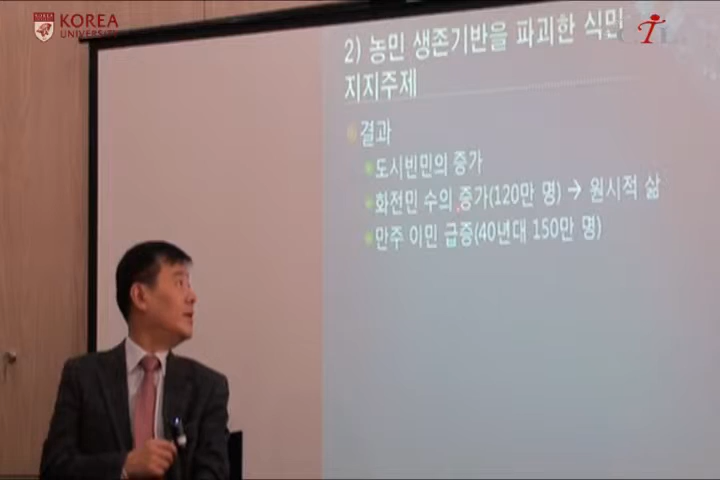 KOREA
UNIVERSITY
2) 농민 생존기반을 파괴한 식민
지지주제
결과
도시빈민의 증가
화전민 수의 증가(120만 명) → 원시적 삶
만주 이민 급증(40년대 150만 명)